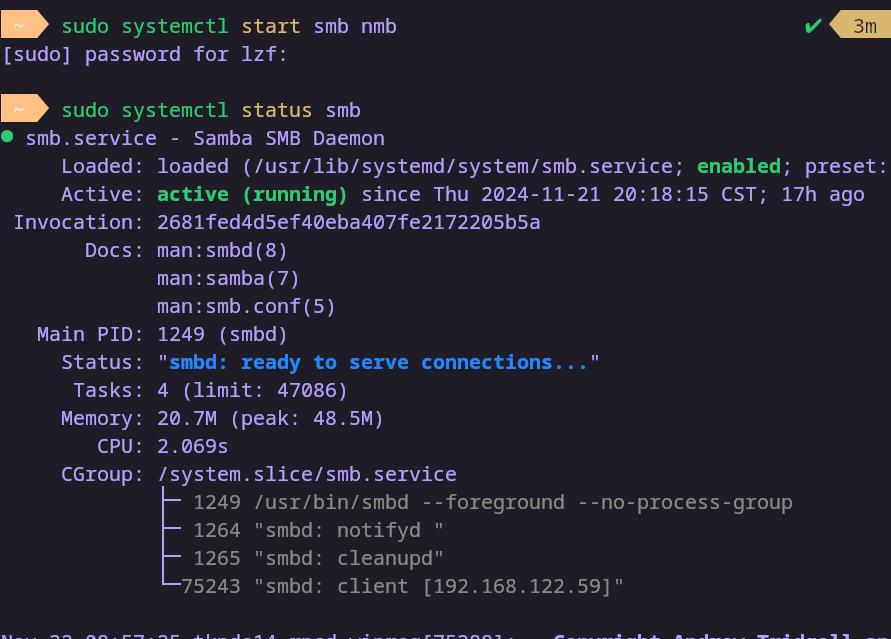 ~ sudo systemctl start smb nmb ✔ 3m
[sudo] password for lzf:
~ sudo systemctl status smb
● smb.service - Samba SMB Daemon
Loaded: loaded (/usr/lib/systemd/system/smb.service; enabled; preset:
Active: active (running) since Thu 2024-11-21 20:18:15 CST; 17h ago
Invocation: 2681fed4d5ef40eba407fe2172205b5a
Docs: man:smbd(8)
man:samba(7)
man:smb.conf(5)
Main PID: 1249 (smbd)
Status: "smbd: ready to serve connections..."
Tasks: 4 (limit: 47086)
Memory: 20.7M (peak: 48.5M)
CPU: 2.069s
CGroup: /system.slice/smb.service
├─ 1249 /usr/bin/smbd --foreground --no-process-group
├─ 1264 "smbd: notifyd "
├─ 1265 "smbd: cleanupd"
└─75243 "smbd: client [192.168.122.59]"